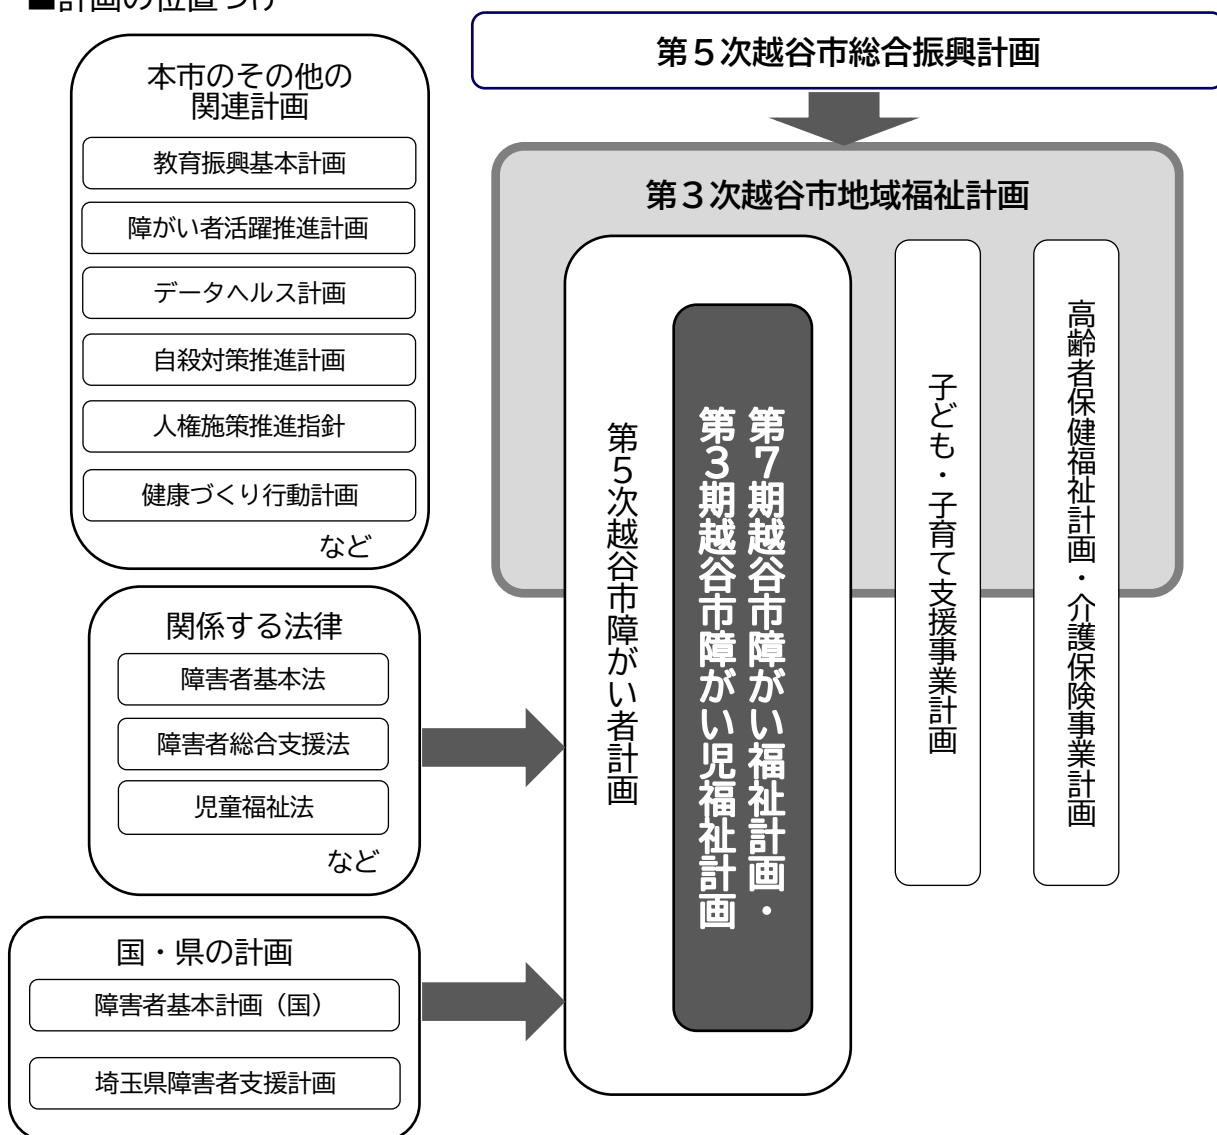 ■計画の位置づけ
第５次越谷市総合振興計画
本市のその他の
関連計画
教育振興基本計画
障がい者活躍推進計画
データヘルス計画
自殺対策推進計画
人権施策推進指針
健康づくり行動計画
など
関係する法律
障害者基本法
障害者総合支援法
児童福祉法
など
国・県の計画
障害者基本計画（国）
埼玉県障害者支援計画
第３次越谷市地域福祉計画
第５次越谷市障がい者計画
第７期越谷市障がい福祉計画・
第３期越谷市障がい児福祉計画
子ども・子育て支援事業計画
高齢者保健福祉計画・介護保険事業計画